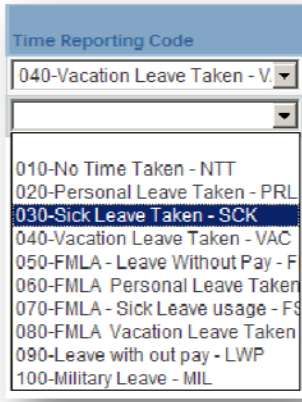 Time Reporting Code
040-Vacation Leave Taken - V
010-No Time Taken - NTT
020-Personal Leave Taken - PRL
030-Sick Leave Taken - SCK
040-Vacation Leave Taken - VAC
050-FMLA - Leave Without Pay - F
060-FMLA Personal Leave Taken
070-FMLA - Sick Leave usage - FS
080-FMLA Vacation Leave Taken
090-Leave with out pay - LWP
100-Military Leave - MIL